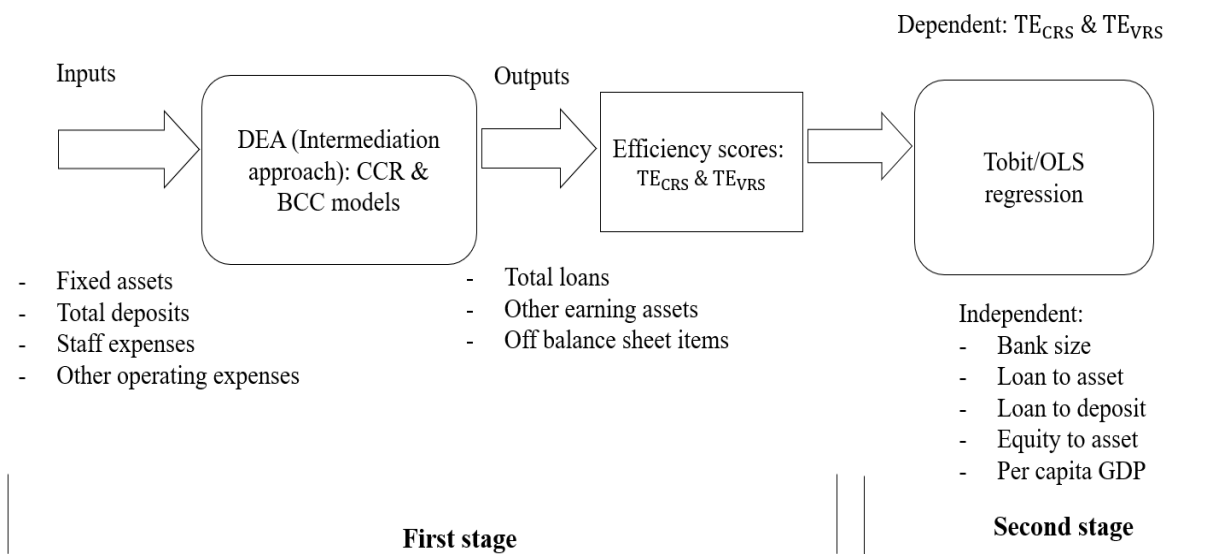 Dependent: TE_CRS & TE_VRS
Inputs
Outputs
DEA (Intermediation
approach): CCR &
BCC models
Efficiency scores:
TE_CRS & TE_VRS
Tobit/OLS
regression
- Fixed assets
- Total deposits
- Staff expenses
- Other operating expenses
- Total loans
- Other earning assets
- Off balance sheet items
Independent:
- Bank size
- Loan to asset
- Loan to deposit
- Equity to asset
- Per capita GDP
First stage
Second stage